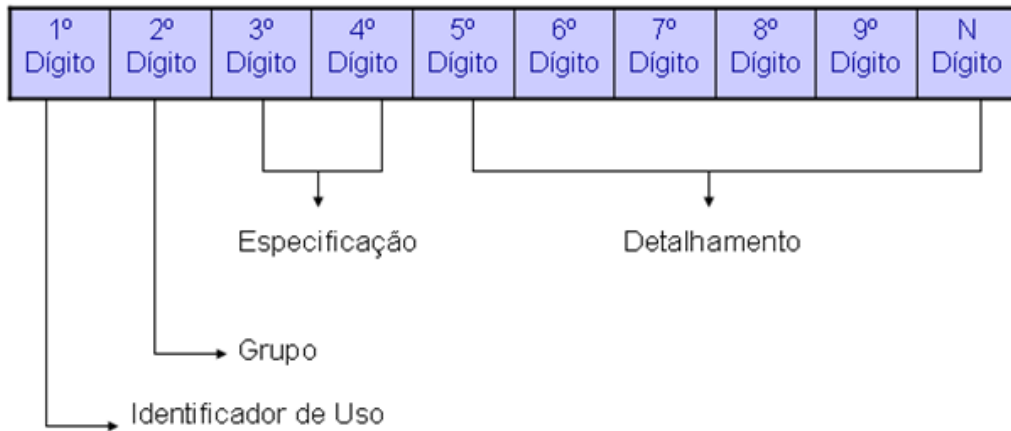 1º 2º 3º 4º 5º 6º 7º 8º 9º N
Dígito Dígito Dígito Dígito Dígito Dígito Dígito Dígito Dígito Dígito
Especificação Detalhamento
Grupo
Identificador de Uso